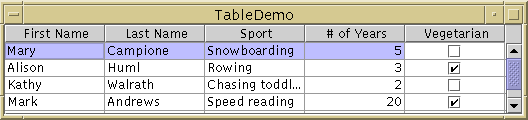 TableDemo
First Name Last Name Sport # of Years Vegetarian
Mary Campione Snowboarding 5
Alison Huml Rowing 3
Kathy Walrath Chasing toddl... 2
Mark Andrews Speed reading 20